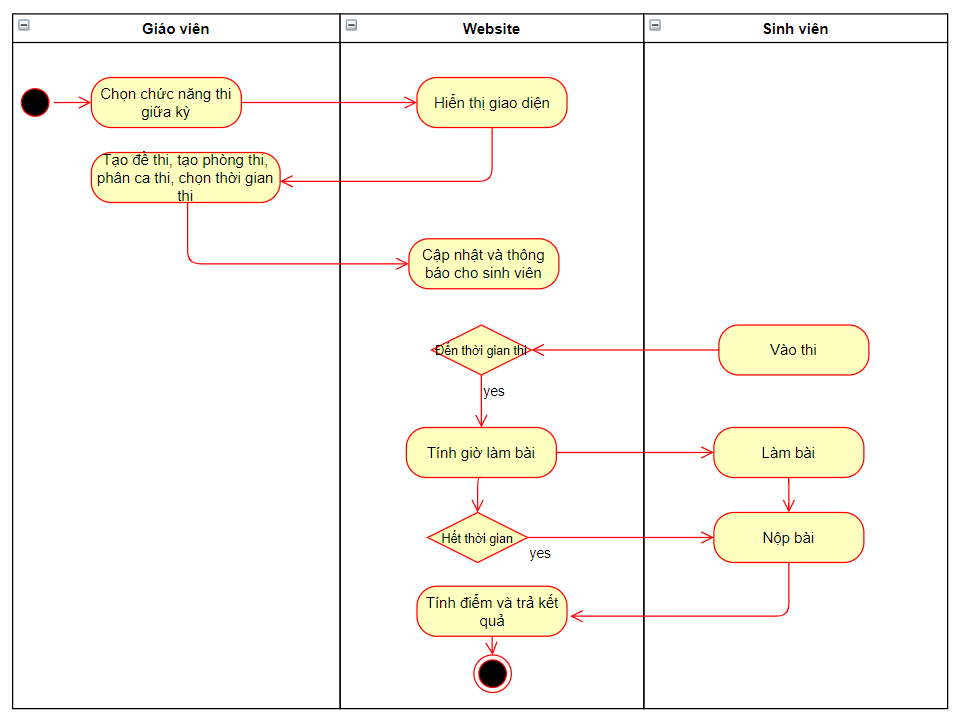 Giáo viên
Website
Sinh viên
Chọn chức năng thi
giữa kỳ
Hiển thị giao diện
Tạo đề thi, tạo phòng thi,
phân ca thi, chọn thời gian
thi
Cập nhật và thông
báo cho sinh viên
Đến thời gian thi
Vào thi
yes
Tính giờ làm bài
Làm bài
Hết thời gian
Nộp bài
yes
Tính điểm và trả kết
quả